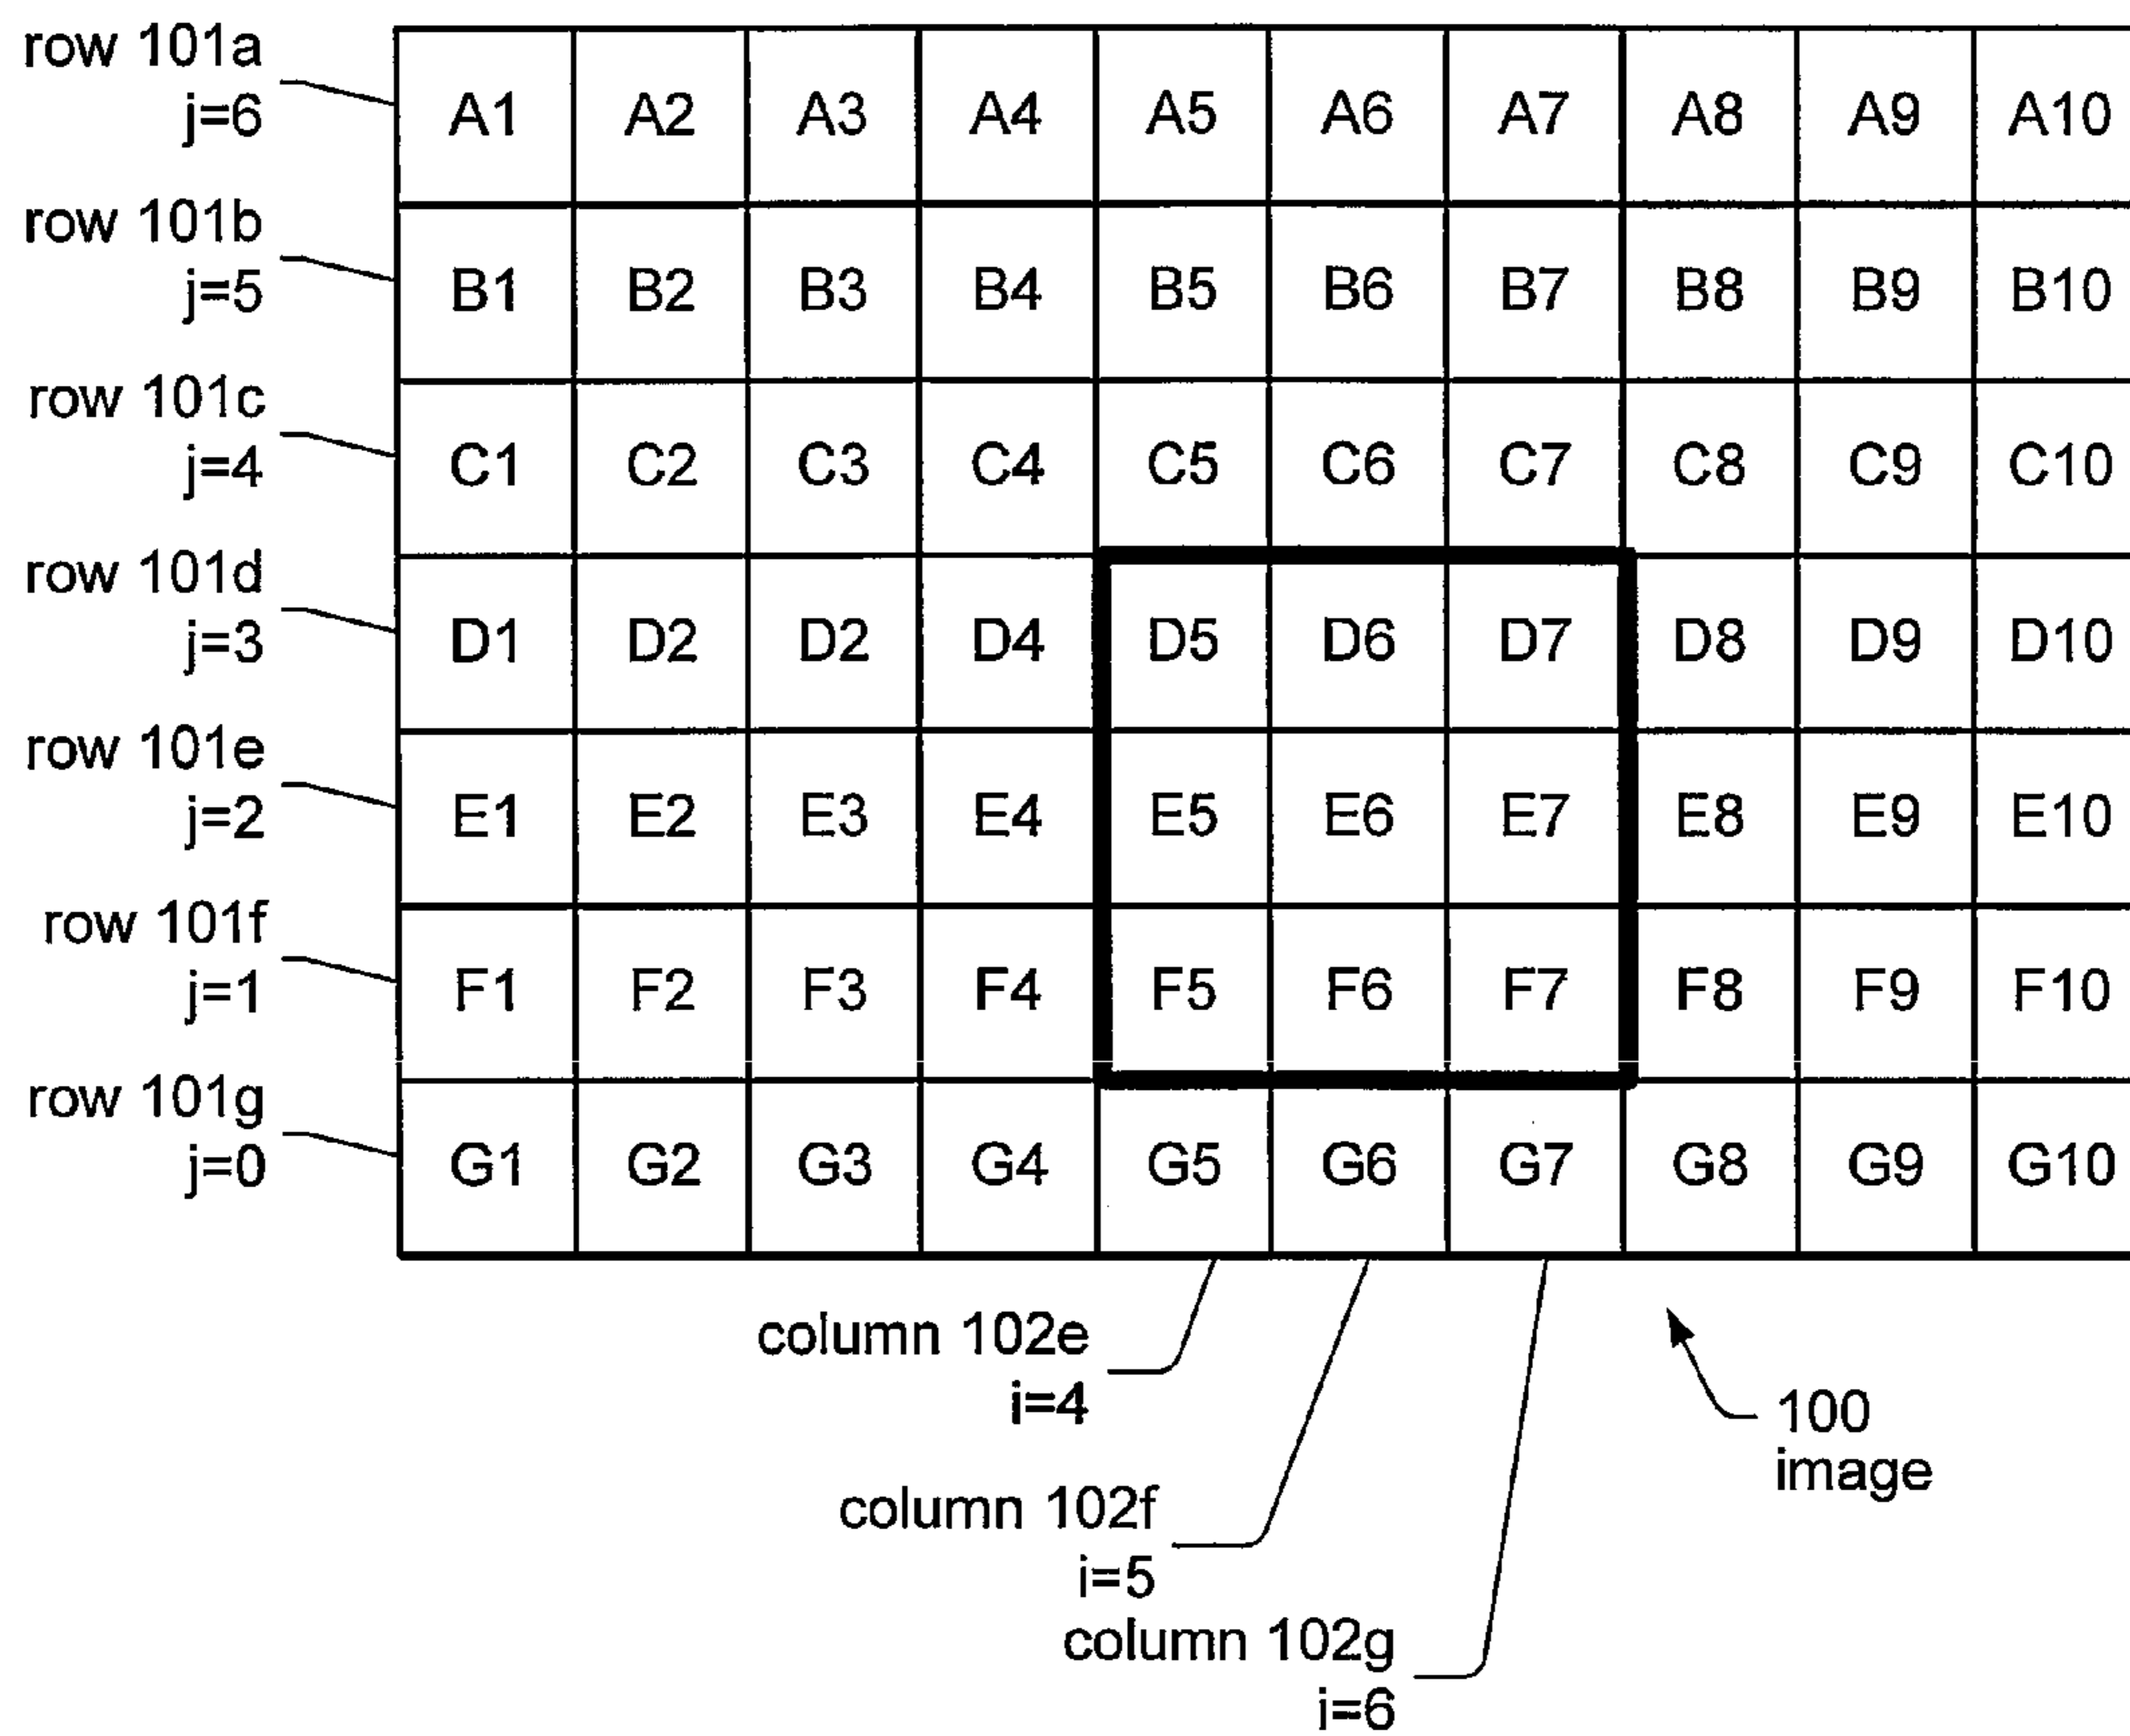 row 101a
j=6
A1 A2 A3 A4 A5 A6 A7 A8 A9 A10
row 101b
j=5
B1 B2 B3 B4 B5 B6 B7 B8 B9 B10
row 101c
j=4
C1 C2 C3 C4 C5 C6 C7 C8 C9 C10
row 101d
j=3
D1 D2 D2 D4 D5 D6 D7 D8 D9 D10
row 101e
j=2
E1 E2 E3 E4 E5 E6 E7 E8 E9 E10
row 101f
j=1
F1 F2 F3 F4 F5 F6 F7 F8 F9 F10
row 101g
j=0
G1 G2 G3 G4 G5 G6 G7 G8 G9 G10
column 102e
i=4
column 102f
i=5
column 102g
i=6
100
image